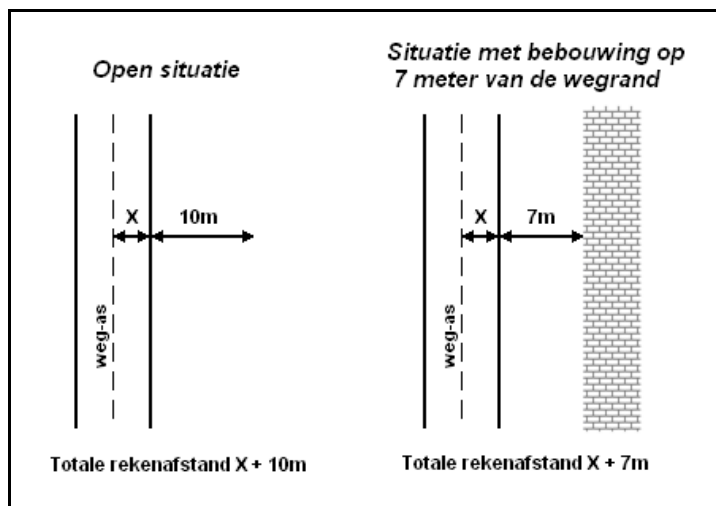 Open situatie
X
10m
weg-as
Totale rekenafstand X + 10m
Situatie met bebouwing op
7 meter van de wegrand
X
7m
weg-as
Totale rekenafstand X + 7m